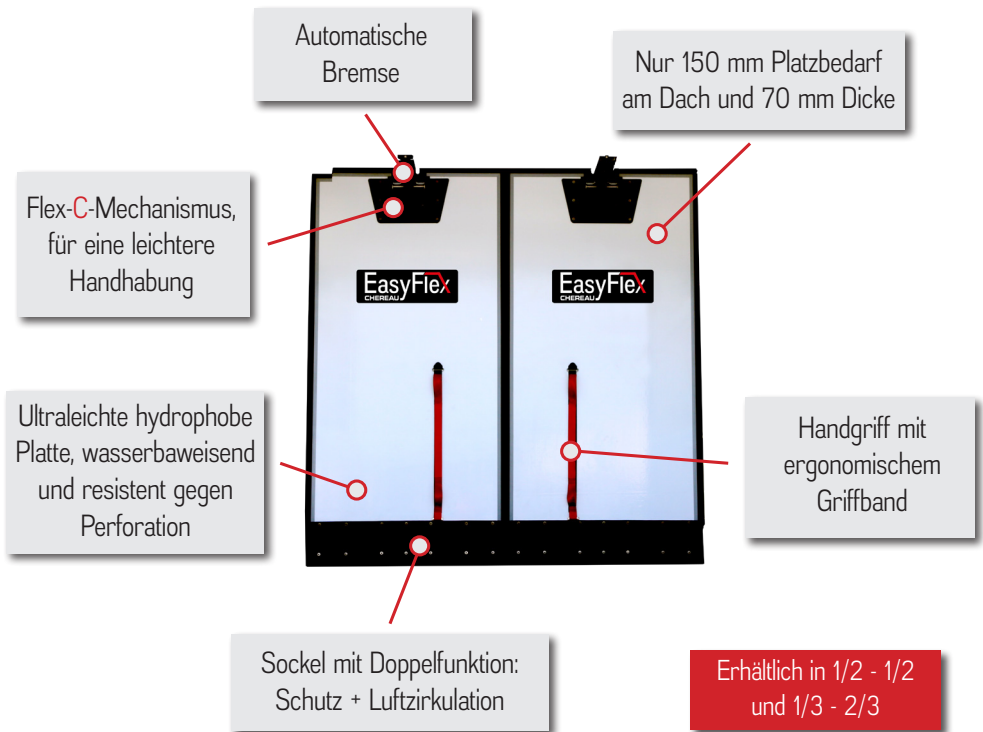 Automatische
Bremse
Nur 150 mm Platzbedarf
am Dach und 70 mm Dicke
Flex-C-Mechanismus,
für eine leichtere
Handhabung
EasyFlex
CHEREAU
EasyFlex
CHEREAU
Ultraleichte hydrophobe
Platte, wasserbaweisend
und resistent gegen
Perforation
Handgriff mit
ergonomischem
Griffband
Sockel mit Doppelfunktion:
Schutz + Luftzirkulation
Erhältlich in 1/2 - 1/2
und 1/3 - 2/3